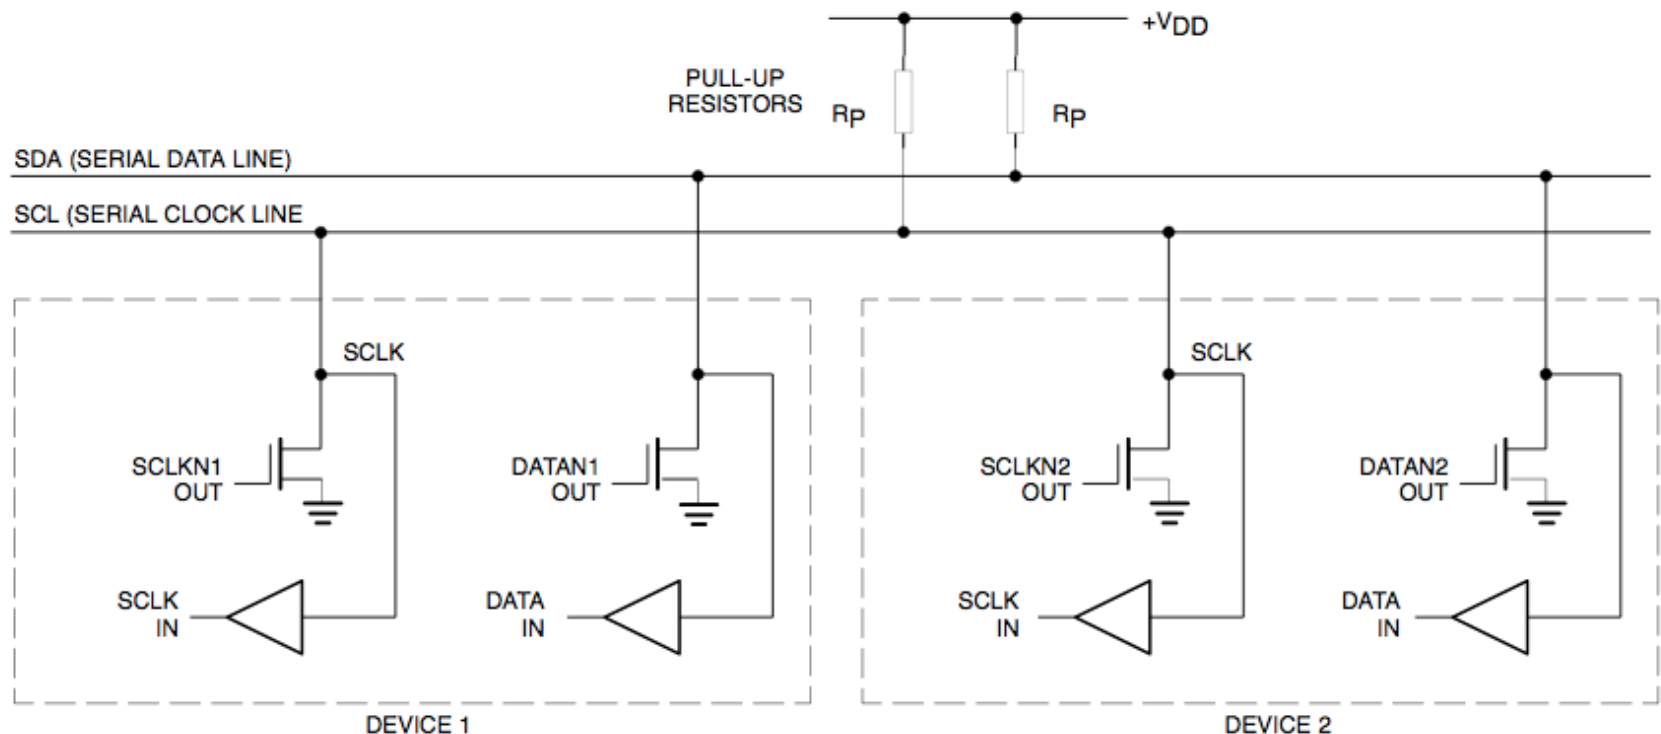 +VDD
PULL-UP
RESISTORS
RP
RP
SDA (SERIAL DATA LINE)
SCL (SERIAL CLOCK LINE
SCLK
SCLK
SCLKN1
OUT
DATAN1
OUT
SCLKN2
OUT
DATAN2
OUT
SCLK
IN
DATA
IN
SCLK
IN
DATA
IN
DEVICE 1
DEVICE 2